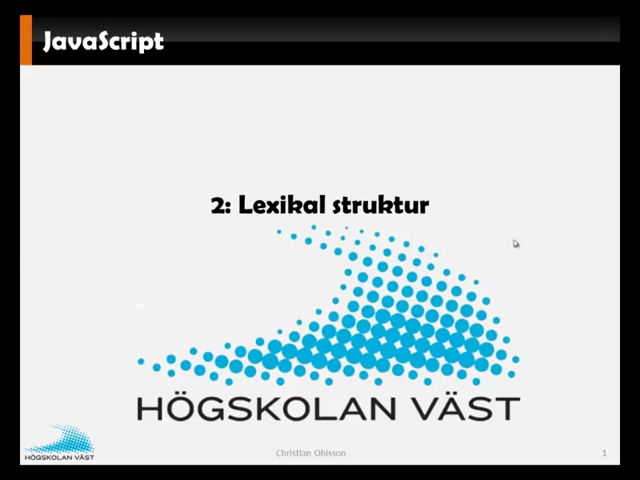 JavaScript
2: Lexikal struktur
HÖGSKOLAN VÄST
HÖGSKOLAN VÄST
Christian Ohlsson
1